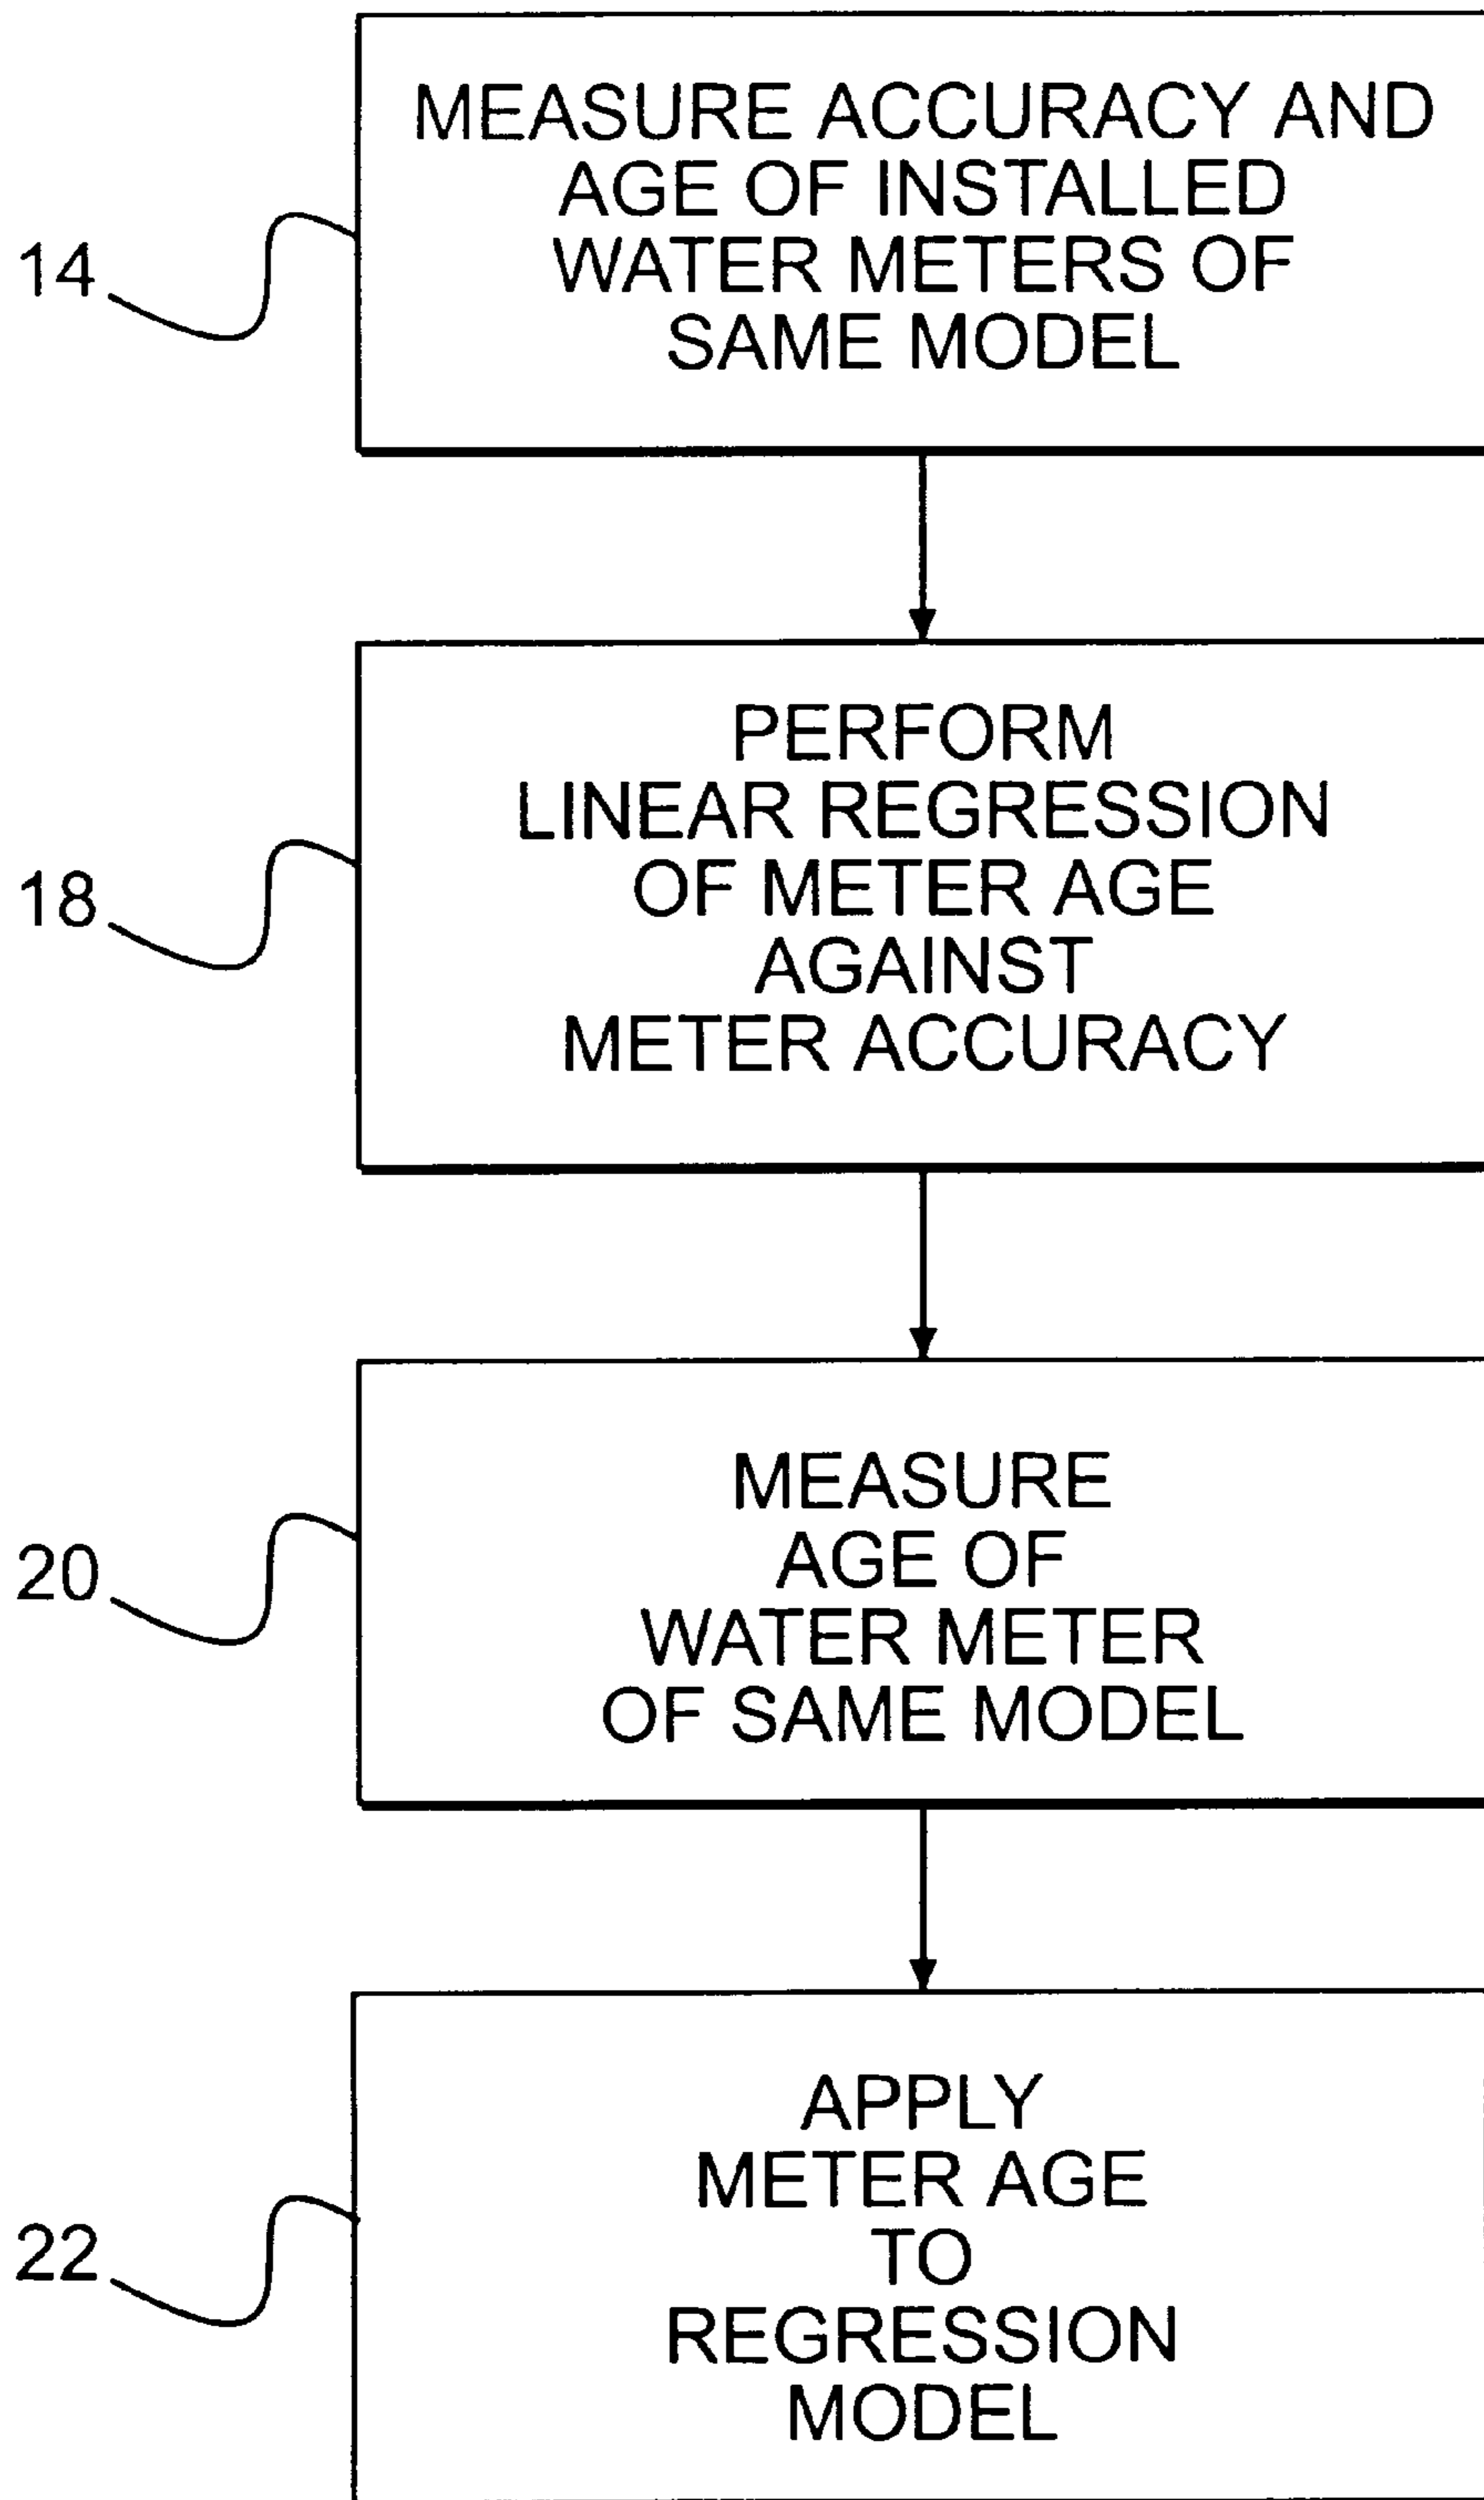 14
MEASURE ACCURACY AND
AGE OF INSTALLED
WATER METERS OF
SAME MODEL
18
PERFORM
LINEAR REGRESSION
OF METER AGE
AGAINST
METER ACCURACY
20
MEASURE
AGE OF
WATER METER
OF SAME MODEL
22
APPLY
METER AGE
TO
REGRESSION
MODEL